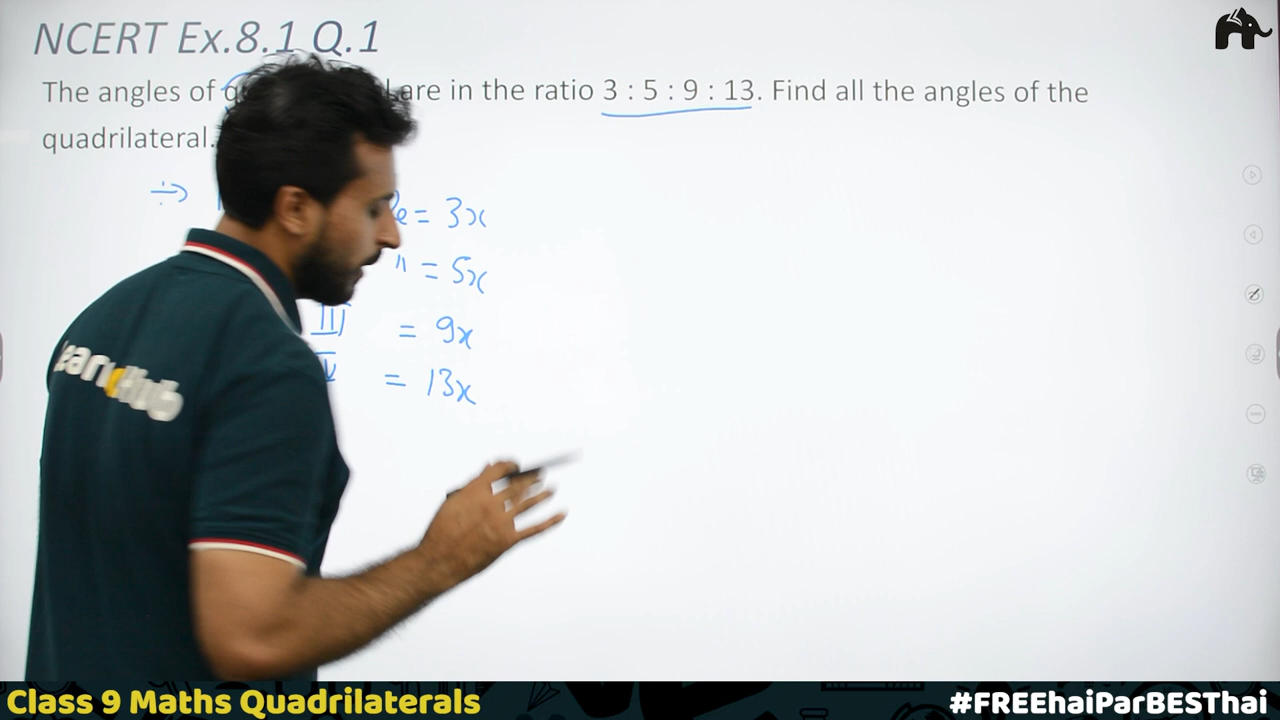 NCERT Ex.8.1 Q.1
The angles of are in the ratio 3 : 5 : 9 : 13. Find all the angles of the
quadrilateral.
= 3x
" = 5x
III = 9x
= 13x
Class 9 Maths Quadrilaterals
#FREEhaiParBESThai